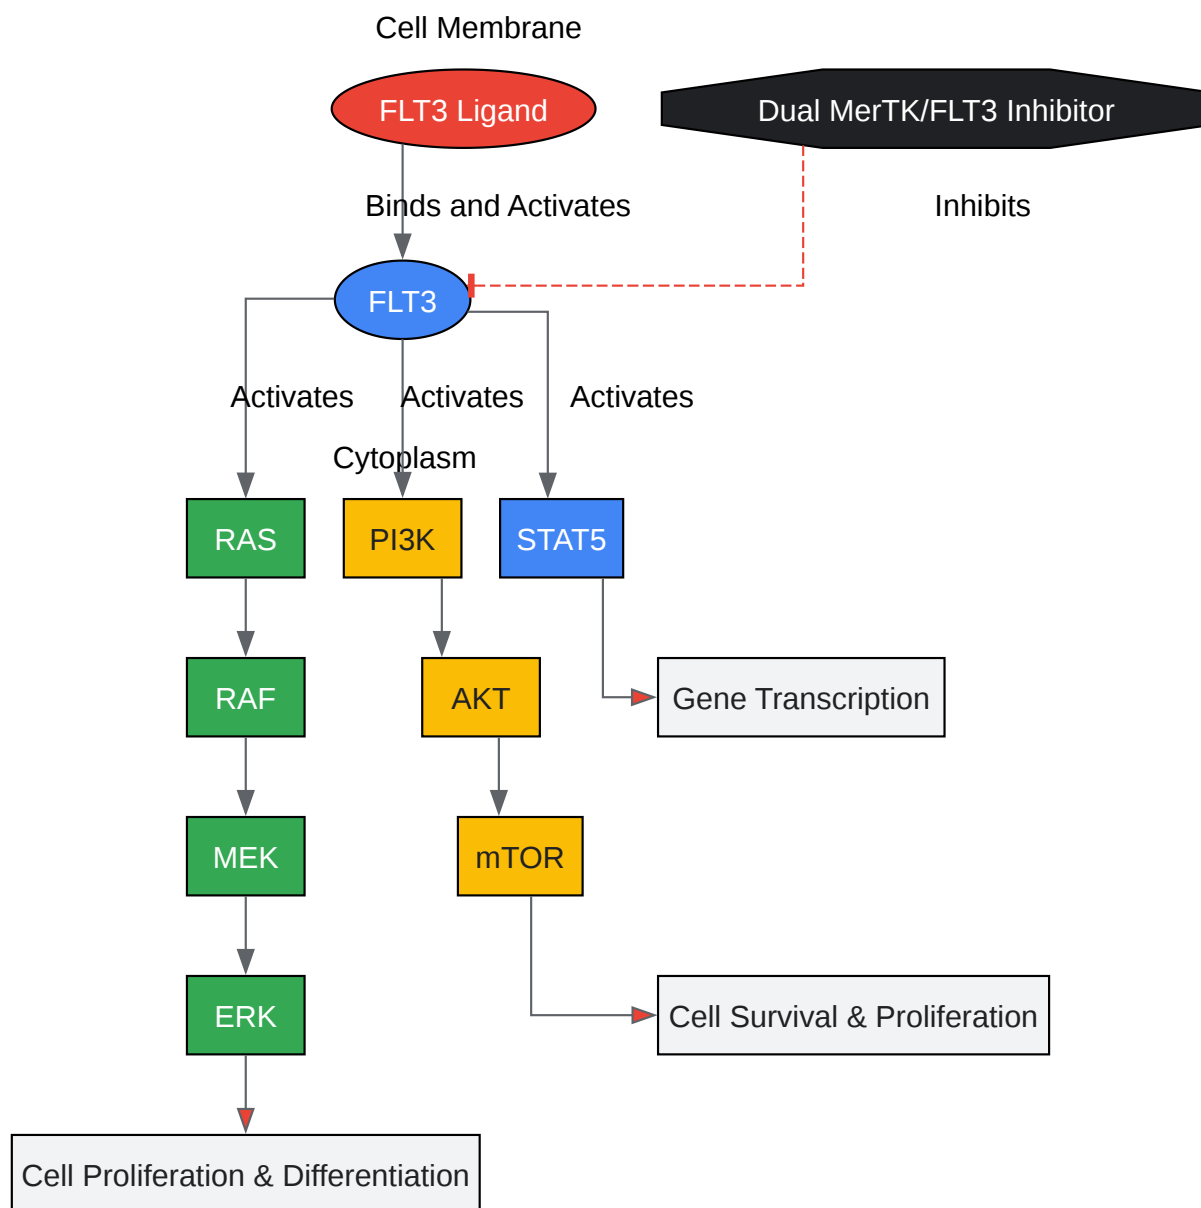 Cell Membrane
FLT3 Ligand
Dual MerTK/FLT3 Inhibitor
Binds and Activates
Inhibits
FLT3
Activates
Activates
Activates
Cytoplasm
RAS
PI3K
STAT5
RAF
AKT
Gene Transcription
MEK
mTOR
ERK
Cell Survival & Proliferation
Cell Proliferation & Differentiation